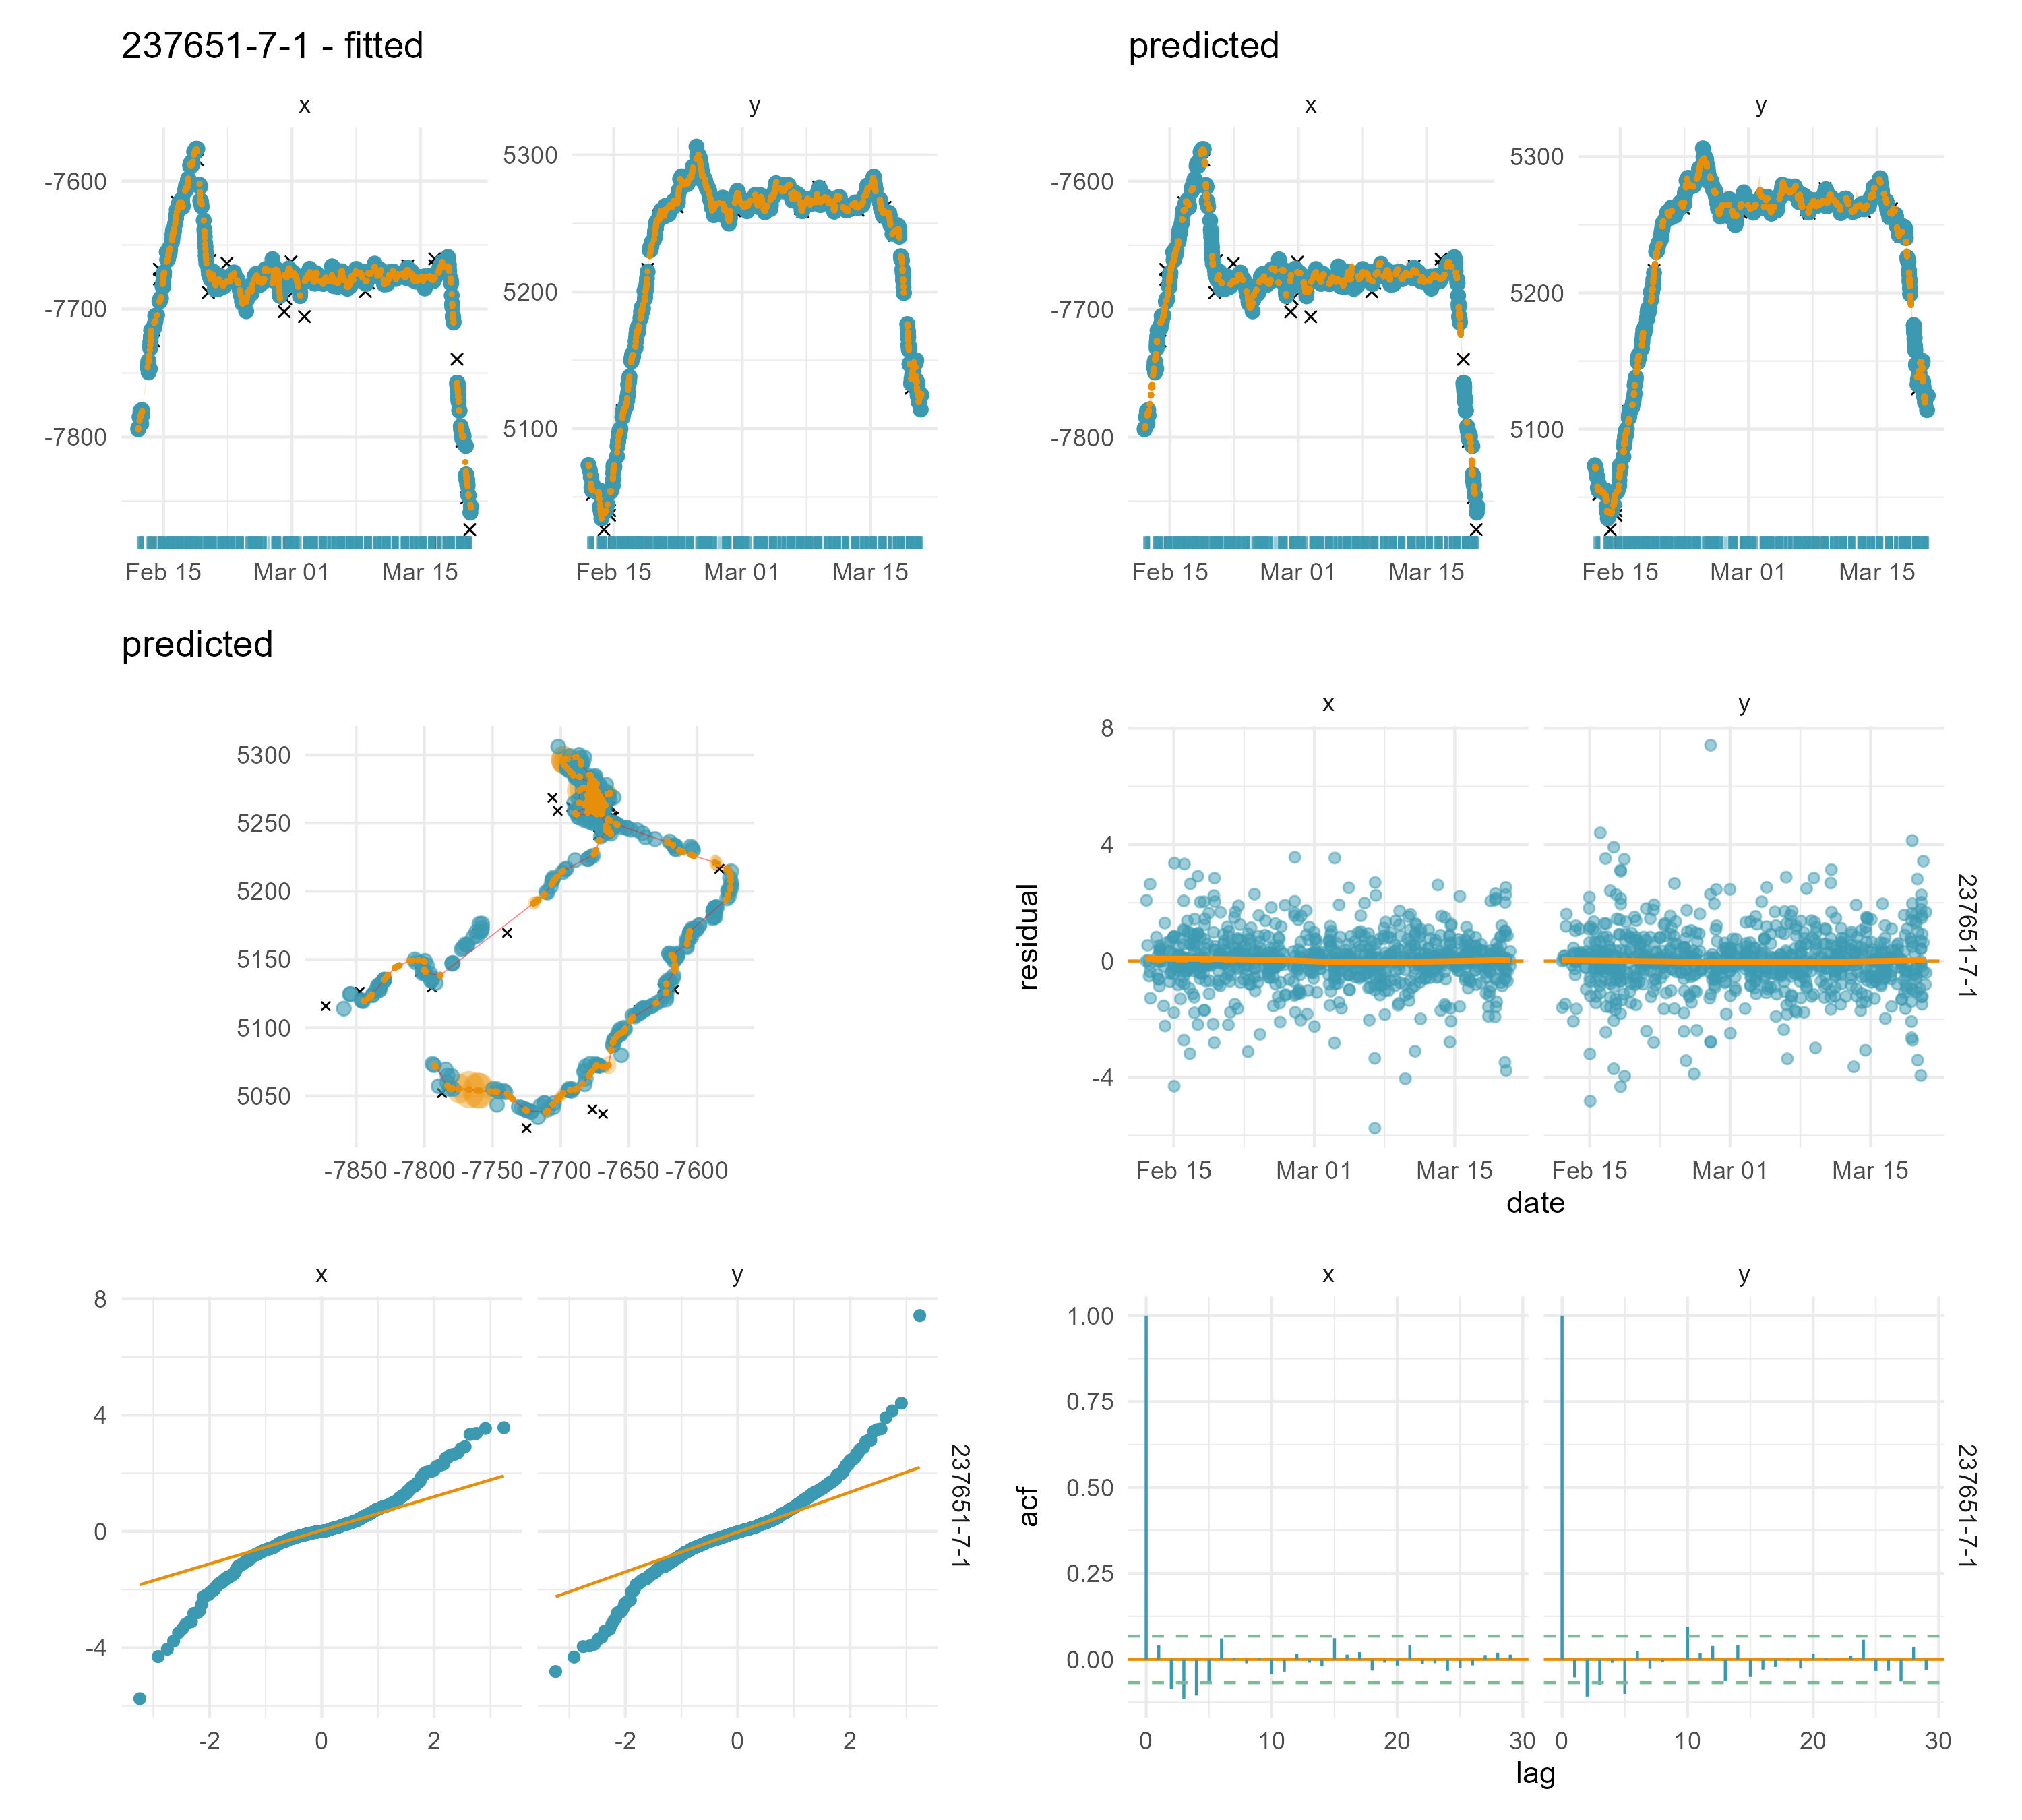 237651-7-1 - fitted
predicted
x
y
x
y
-7600
-7700
-7800
5300
5200
5100
-7600
-7700
-7800
5300
5200
5100
Feb 15 Mar 01 Mar 15
Feb 15 Mar 01 Mar 15
Feb 15 Mar 01 Mar 15
Feb 15 Mar 01 Mar 15
predicted
5300
5250
5200
5150
5100
5050
-7850 -7800 -7750 -7700 -7650 -7600
x
y
8
4
0
-4
residual
237651-7-1
Feb 15 Mar 01 Mar 15
Feb 15 Mar 01 Mar 15
date
x
y
8
4
0
-4
237651-7-1
-2 0 2
-2 0 2
x
y
1.00
0.75
0.50
0.25
0.00
acf
237651-7-1
0 10 20 30
0 10 20 30
lag